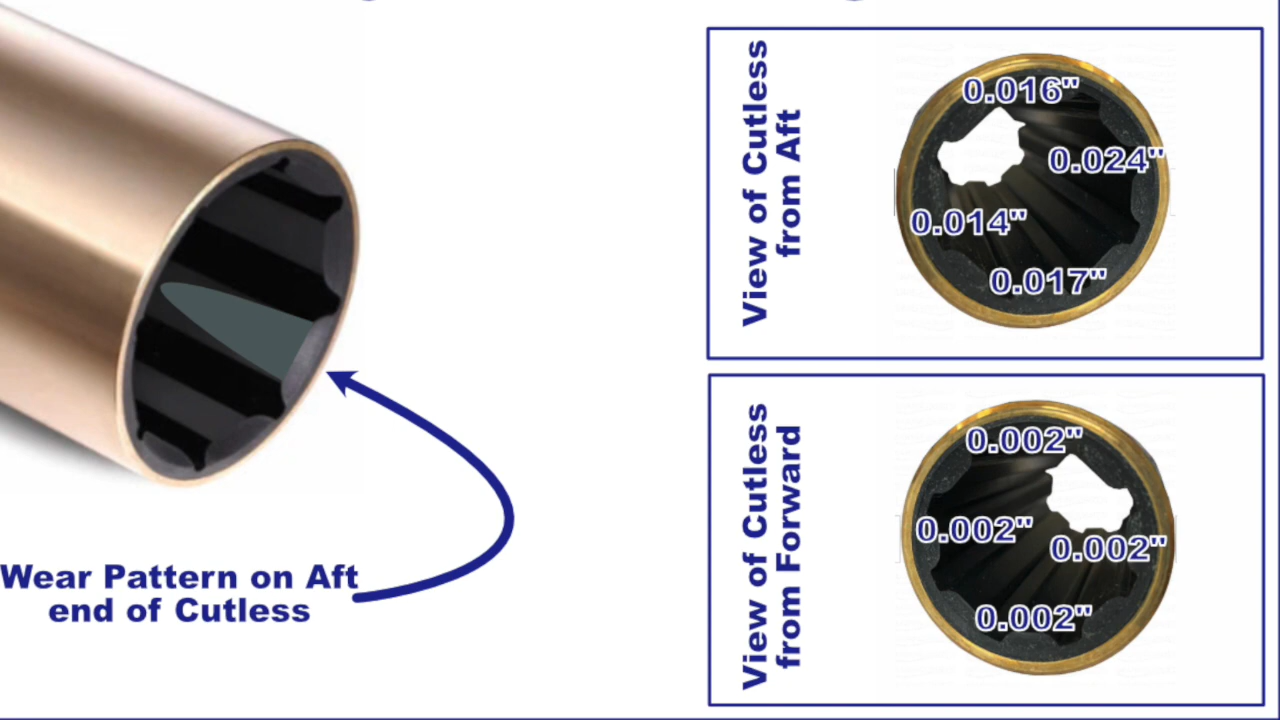 View of Cutless
from Aft
0.016"
0.024"
0.014"
0.017"
View of Cutless
from Forward
0.002"
0.002"
0.002"
0.002"
Wear Pattern on Aft
end of Cutless